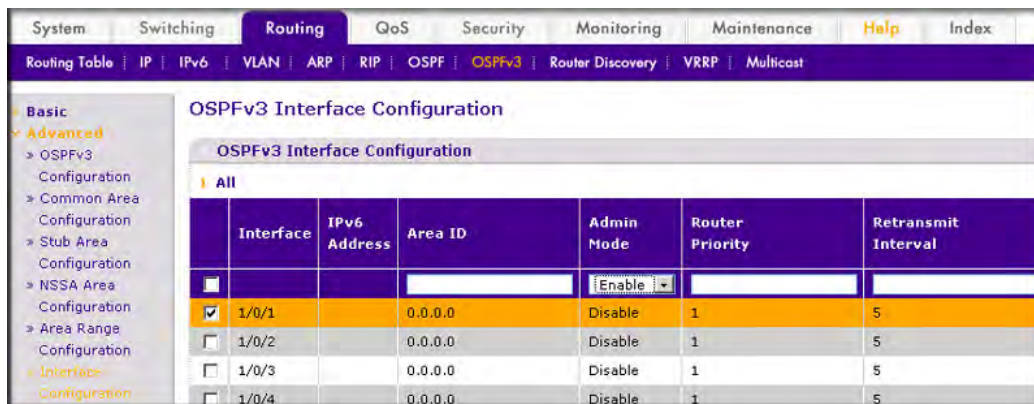 System Switching Routing QoS Security Monitoring Maintenance Help Index
Routing Table | IP | IPv6 | VLAN | ARP | RIP | OSPF | OSPFv3 | Router Discovery | VRRP | Multicast
Basic
Advanced
» OSPFv3
Configuration
» Common Area
Configuration
» Stub Area
Configuration
» NSSA Area
Configuration
» Area Range
Configuration
» Interface
Configuration
OSPFv3 Interface Configuration
OSPFv3 Interface Configuration
All
Interface IPv6 Address Area ID Admin Mode Router Priority Retransmit Interval
Enable
1/0/1 0.0.0.0 Disable 1 5
1/0/2 0.0.0.0 Disable 1 5
1/0/3 0.0.0.0 Disable 1 5
1/0/4 0.0.0.0 Disable 1 5